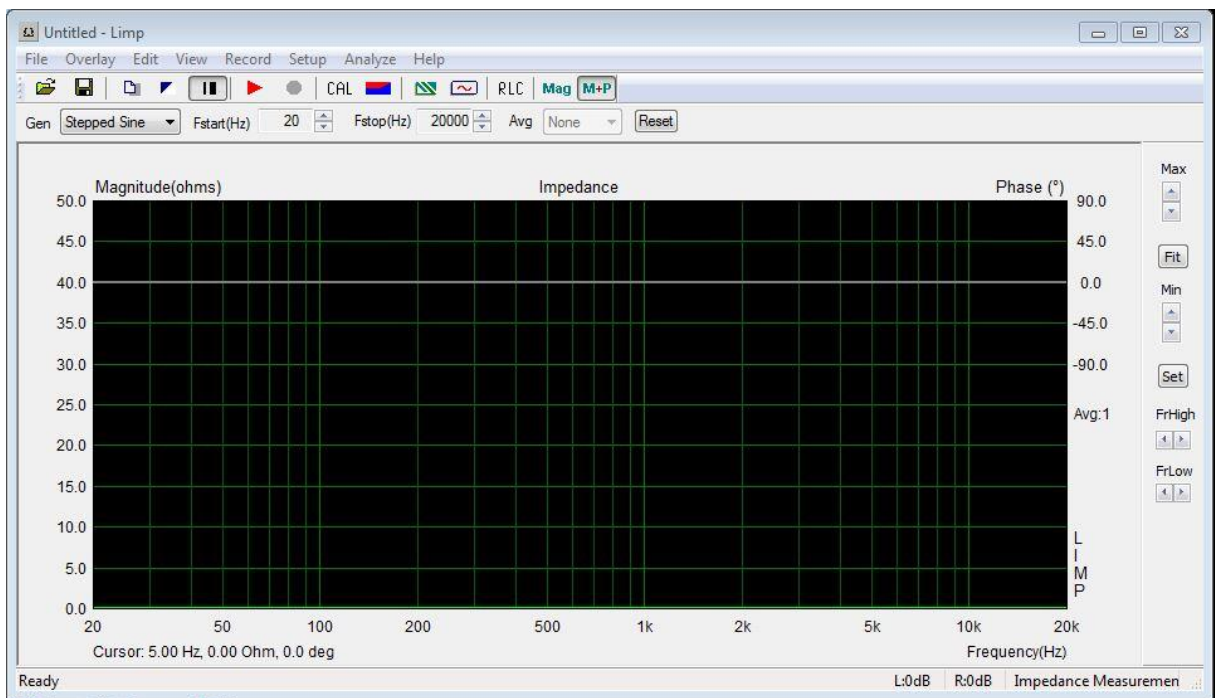 Untitled - Limp
File Overlay Edit View Record Setup Analyze Help
CAL RLC Mag M+P
Gen Stepped Sine Fstart(Hz) 20 Fstop(Hz) 20000 Avg None Reset
Magnitude(ohms) Impedance Phase (°)
50.0 90.0
45.0 45.0
40.0 0.0
35.0 -45.0
30.0 -90.0
25.0 Avg:1
20.0
15.0
10.0
5.0
0.0
L
I
M
P
20 50 100 200 500 1k 2k 5k 10k 20k
Cursor: 5.00 Hz, 0.00 Ohm, 0.0 deg Frequency(Hz)
Max
Fit
Min
Set
FrHigh
FrLow
Ready L:0dB R:0dB Impedance Measuremen